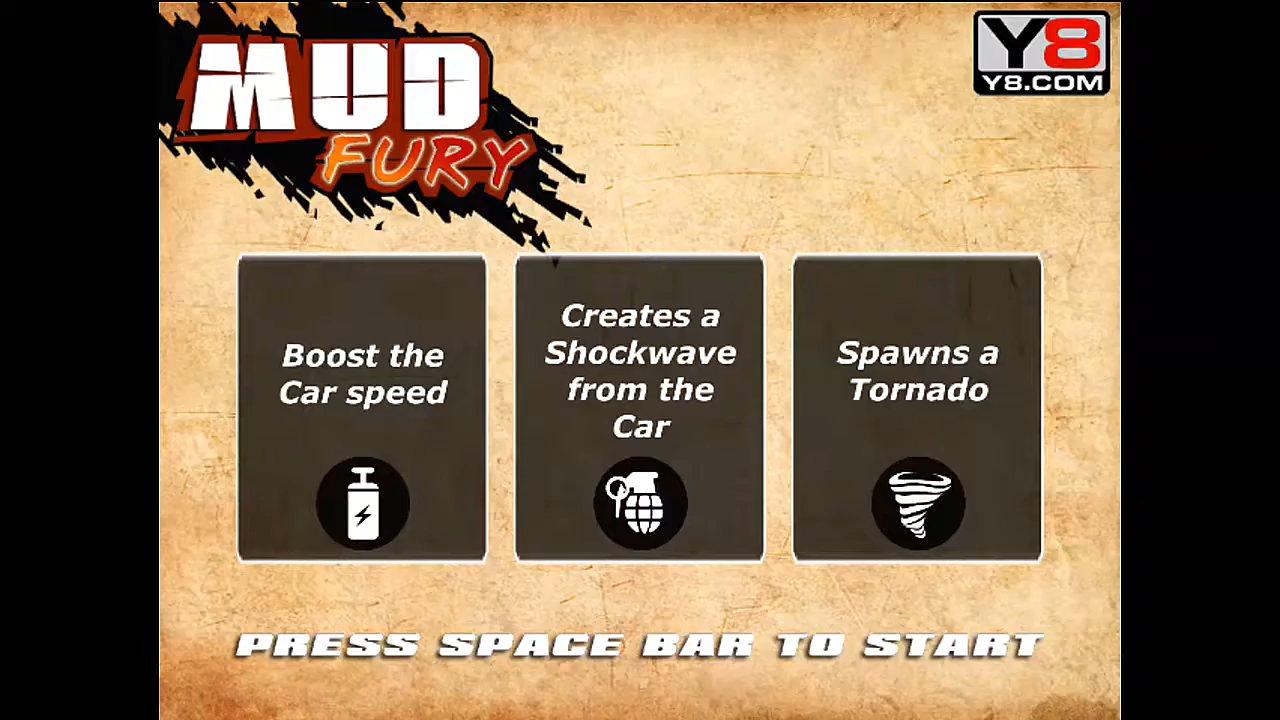 MUD
FURY
Y8
Y8.COM
Boost the
Car speed
Creates a
Shockwave
from the
Car
Spawns a
Tornado
PRESS SPACE BAR TO START